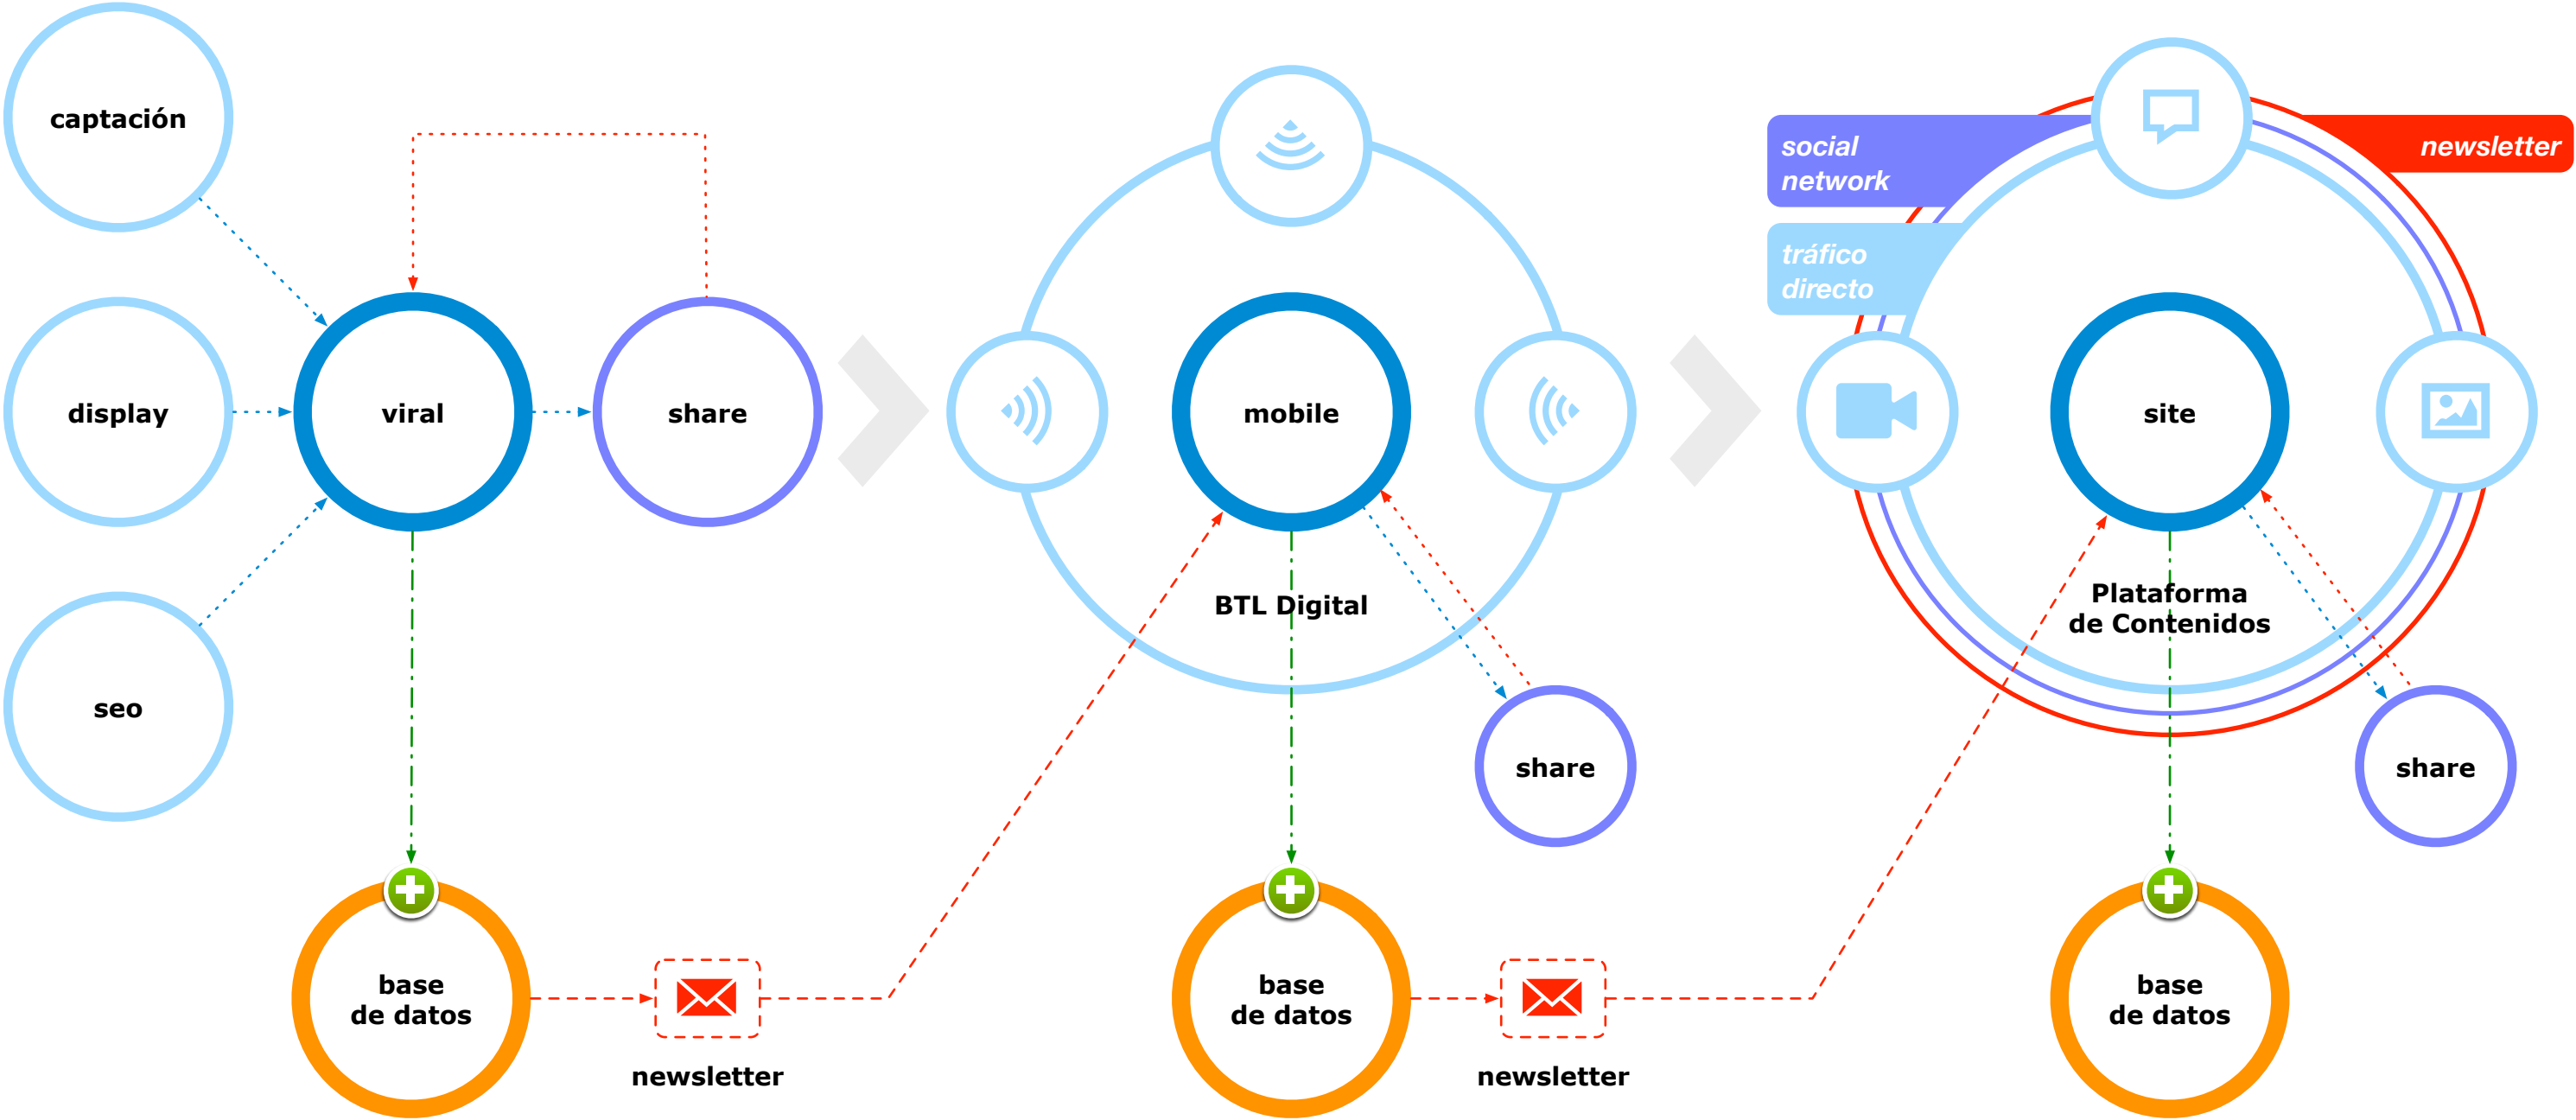 captación
display
seo
viral
share
base
de datos
newsletter
mobile
BTL Digital
share
base
de datos
newsletter
social
network
tráfico
directo
newsletter
site
Plataforma
de Contenidos
share
base
de datos